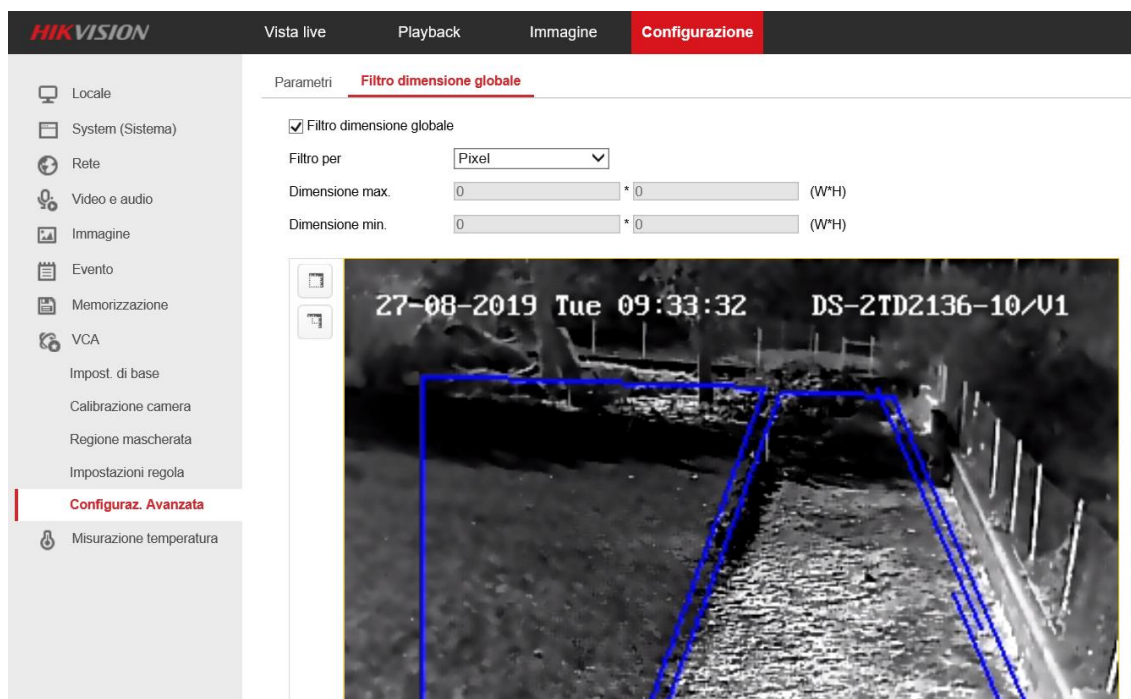 HIKVISION Vista live Playback Immagine Configurazione
Locale
System (Sistema)
Rete
Video e audio
Immagine
Evento
Memorizzazione
VCA
Impost. di base
Calibrazione camera
Regione mascherata
Impostazioni regola
Configuraz. Avanzata
Misurazione temperatura
Parametri Filtro dimensione globale
Filtro dimensione globale
Filtro per Pixel
Dimensione max. 0 * 0 (W*H)
Dimensione min. 0 * 0 (W*H)
27-08-2019 Tue 09:33:32 DS-2TD2136-10/V1